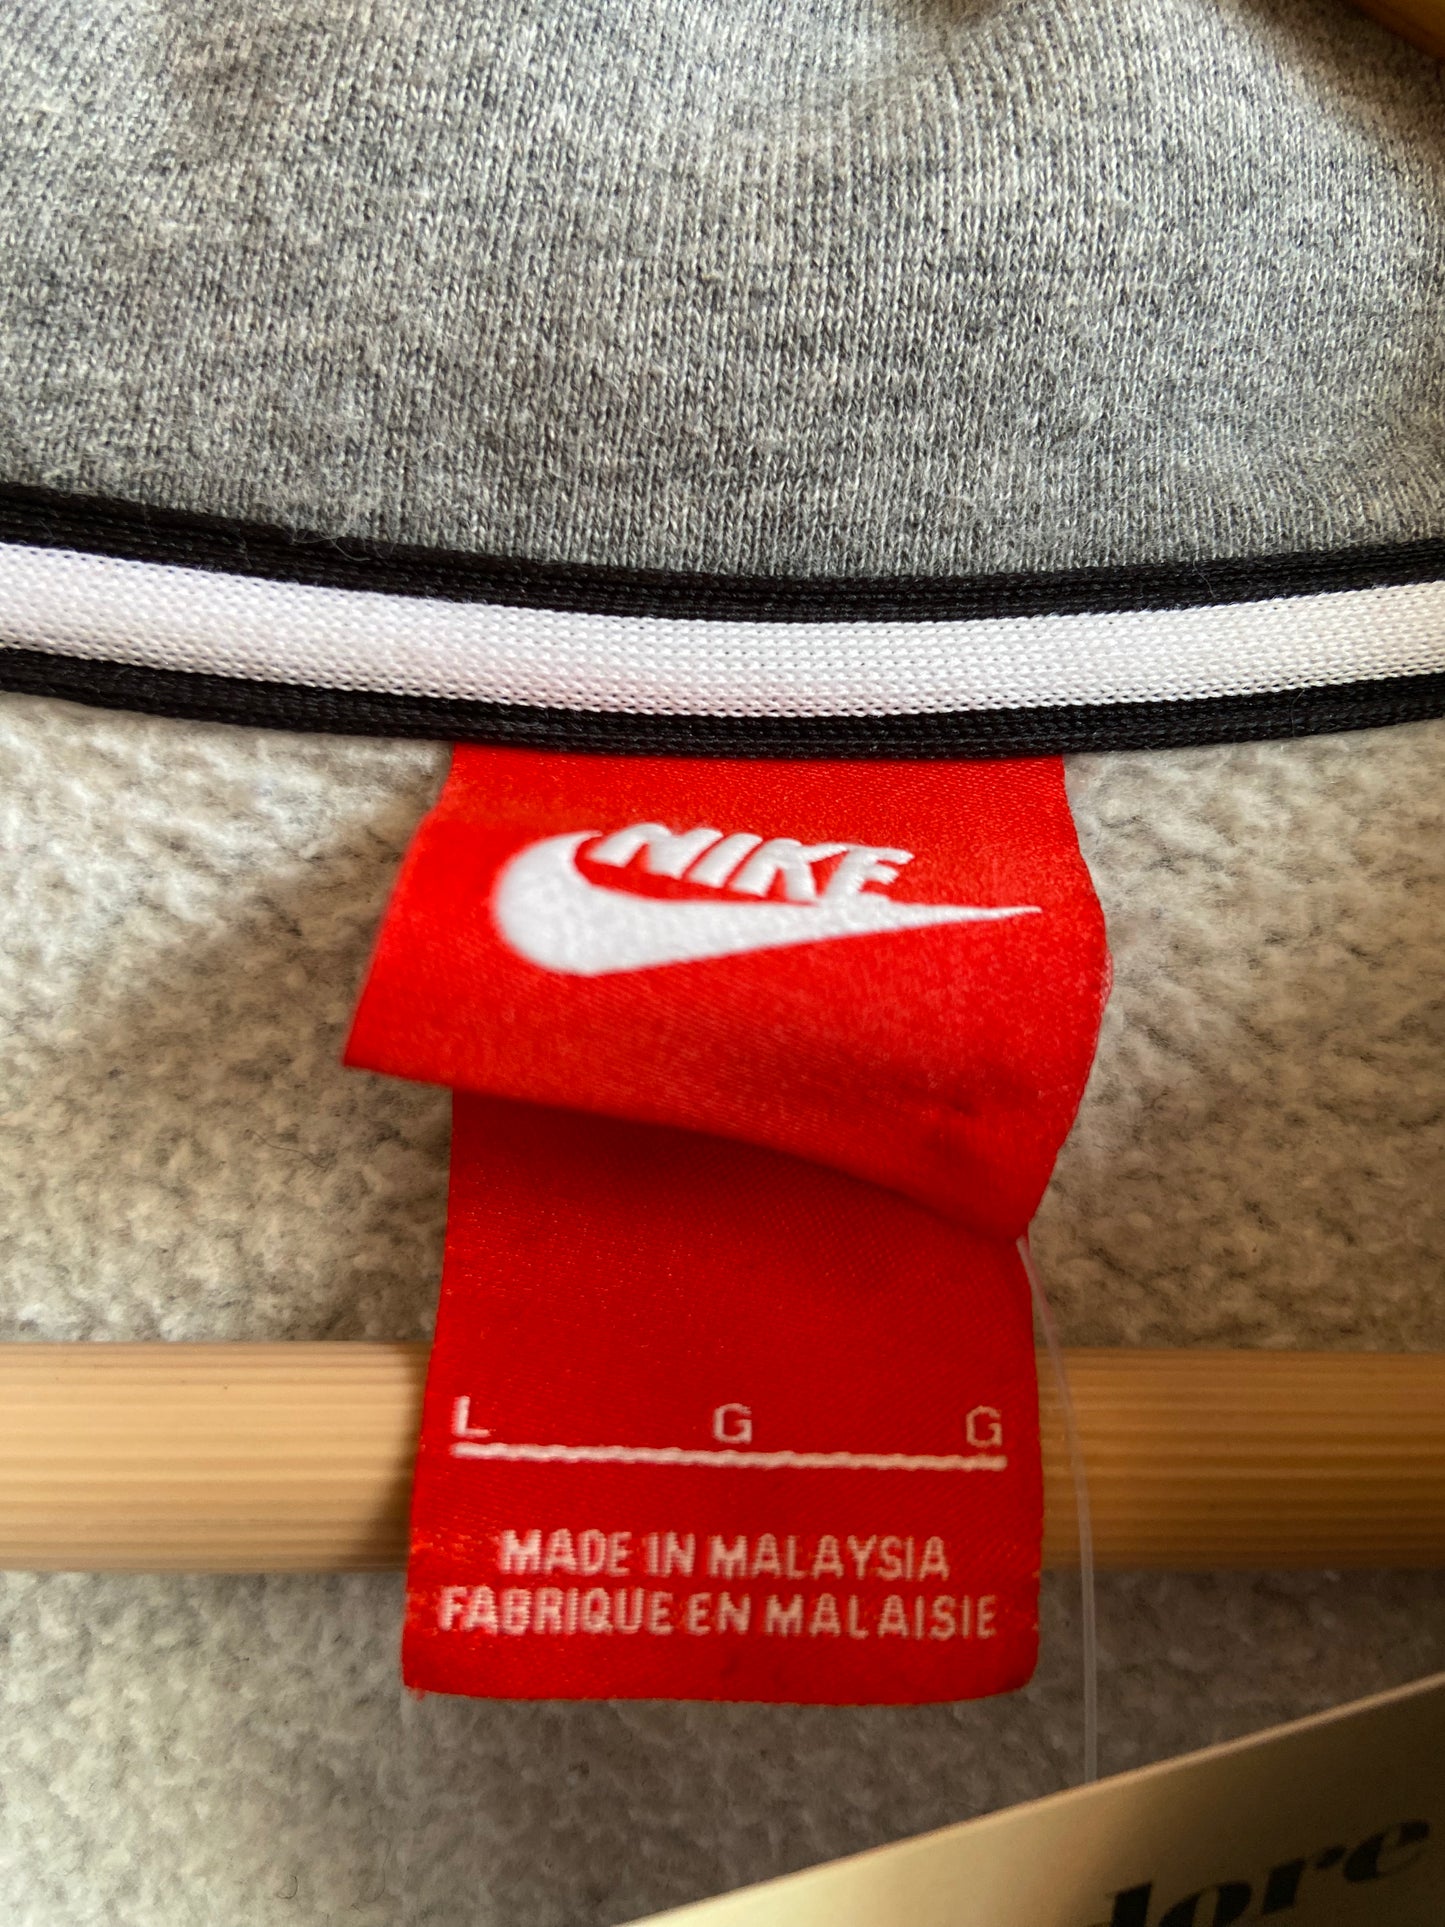 NIKE
L G G
MADE IN MALAYSIA
FABRIQUE EN MALAISIE